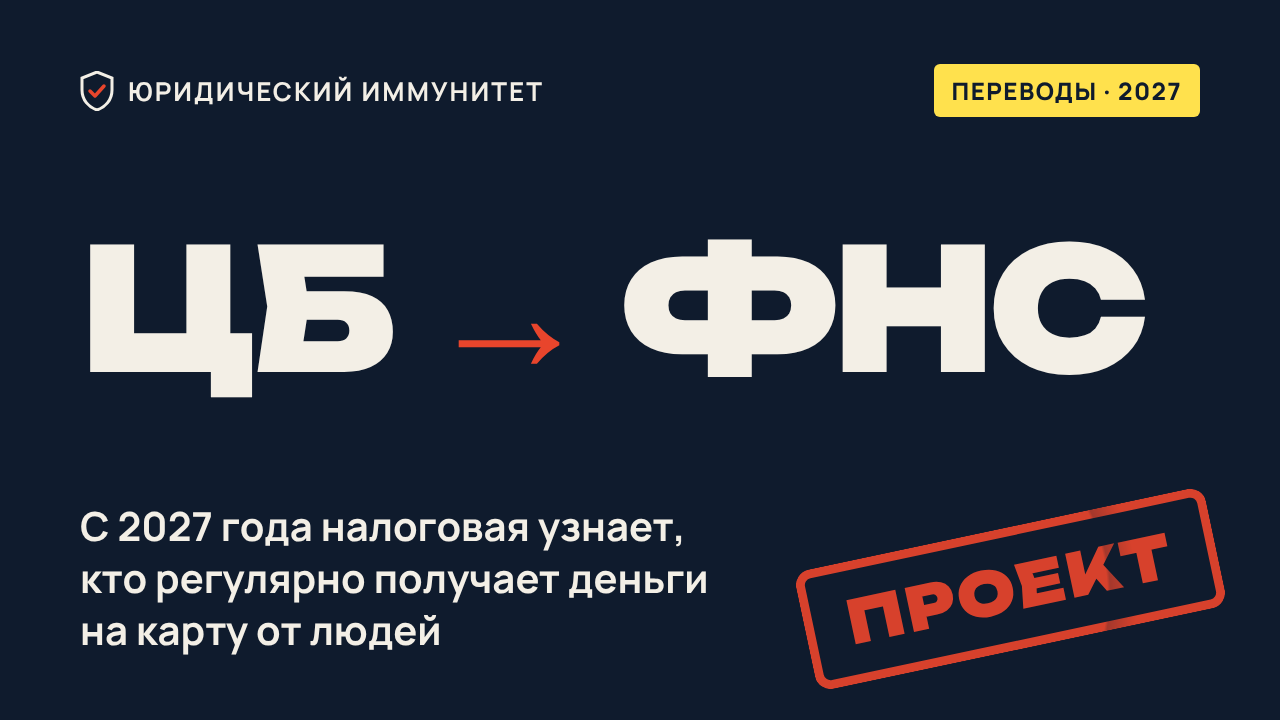 ЮРИДИЧЕСКИЙ ИММУНИТЕТ
ПЕРЕВОДЫ · 2027
ЦБ → ФНС
С 2027 года налоговая узнает,
кто регулярно получает деньги
на карту от людей
ПРОЕКТ